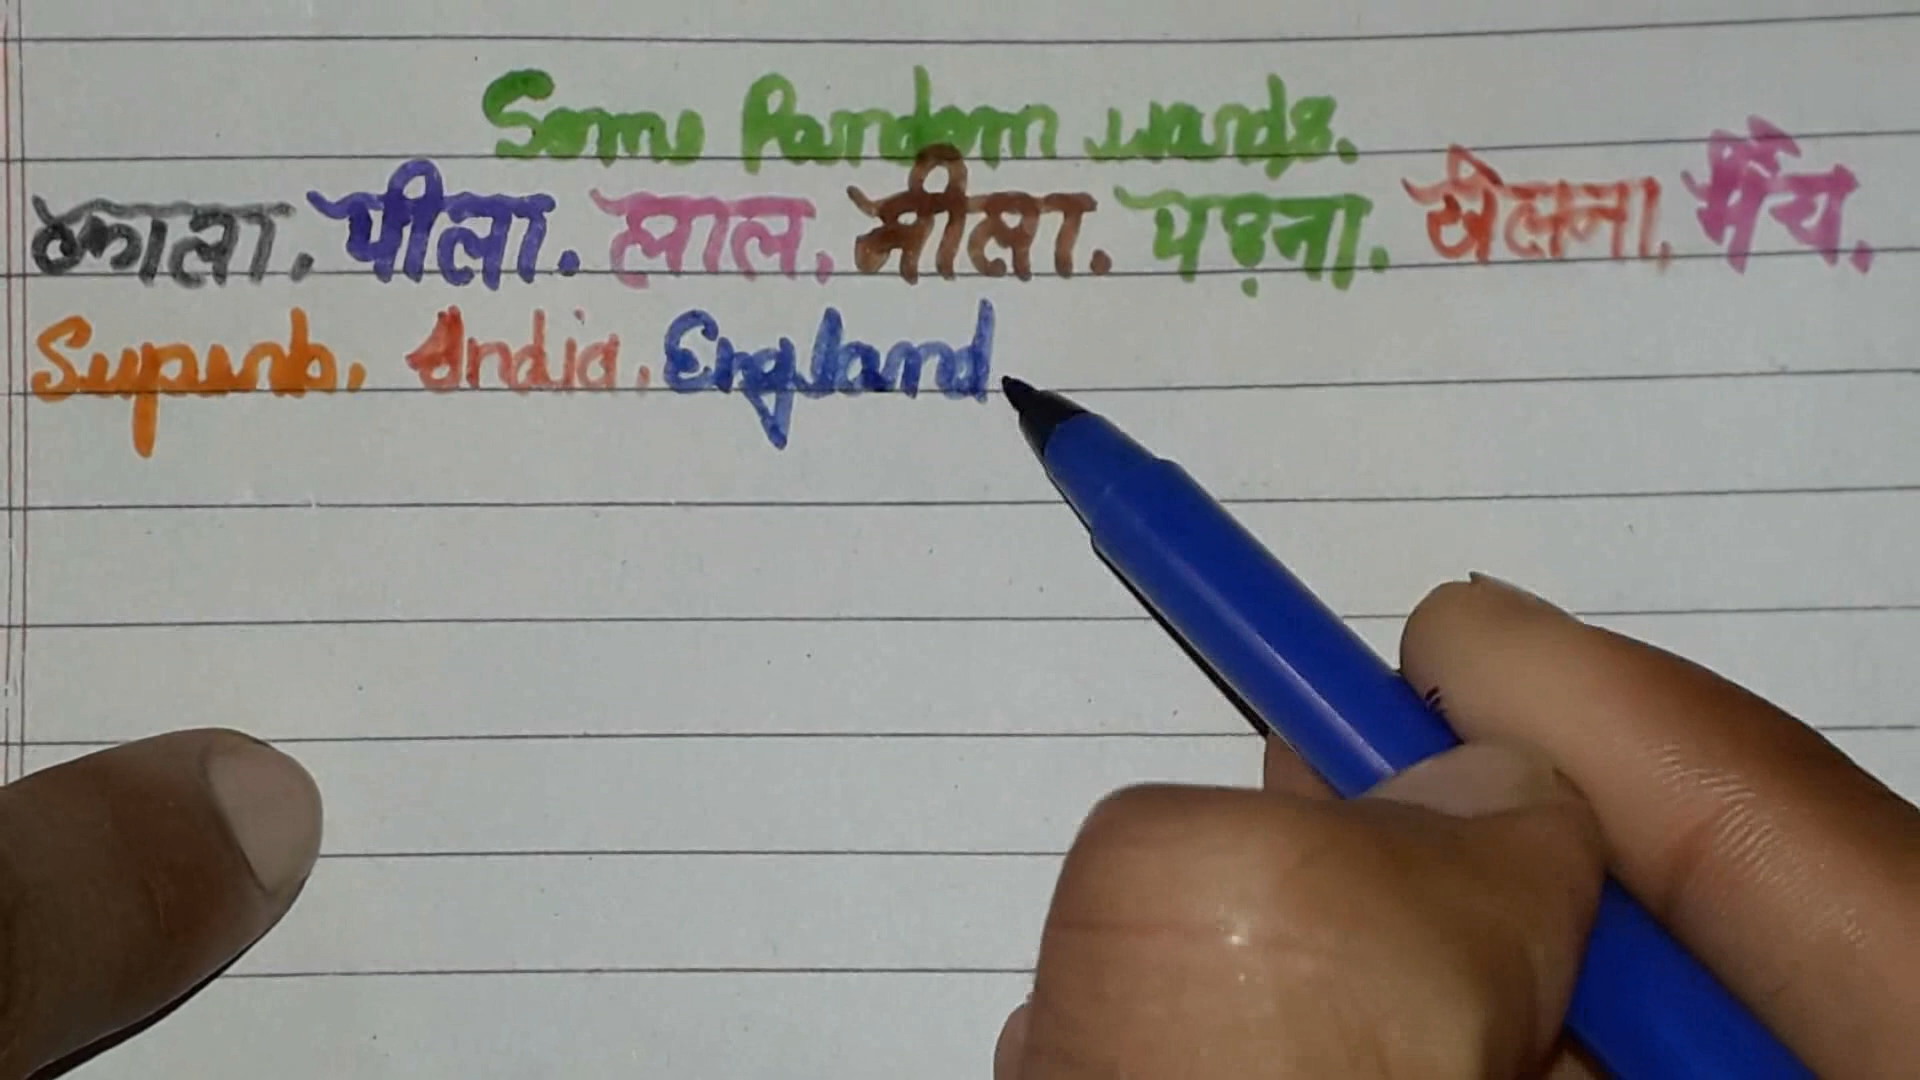 Some Random words.
काला. पीला. लाल, नीला. पढ़ना. खेलना, मैच.
Superb, India, England